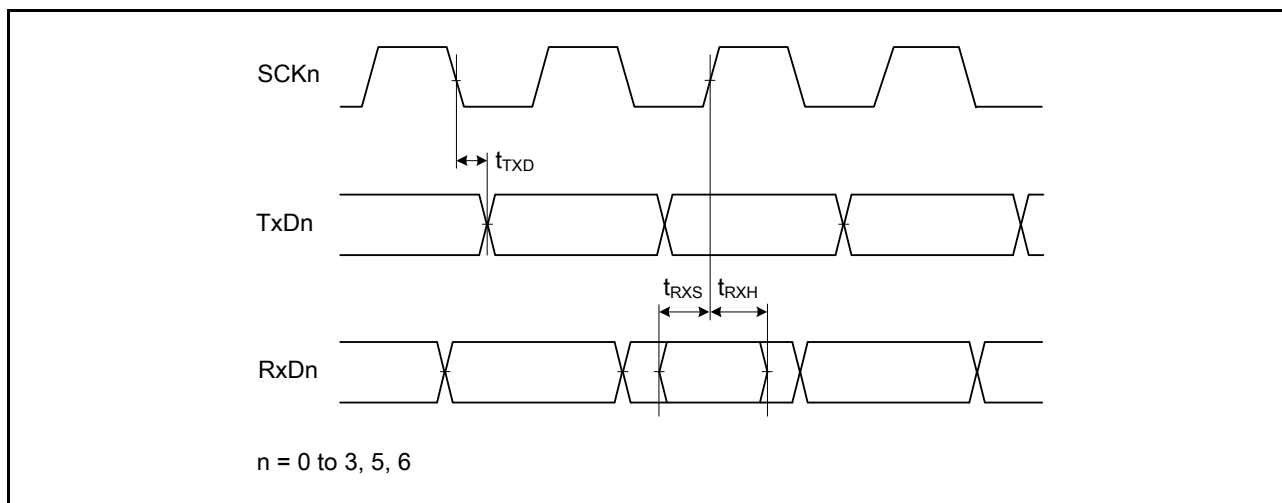 SCKn
tTXD
TxDn
tRXS tRXH
RxDn
n = 0 to 3, 5, 6